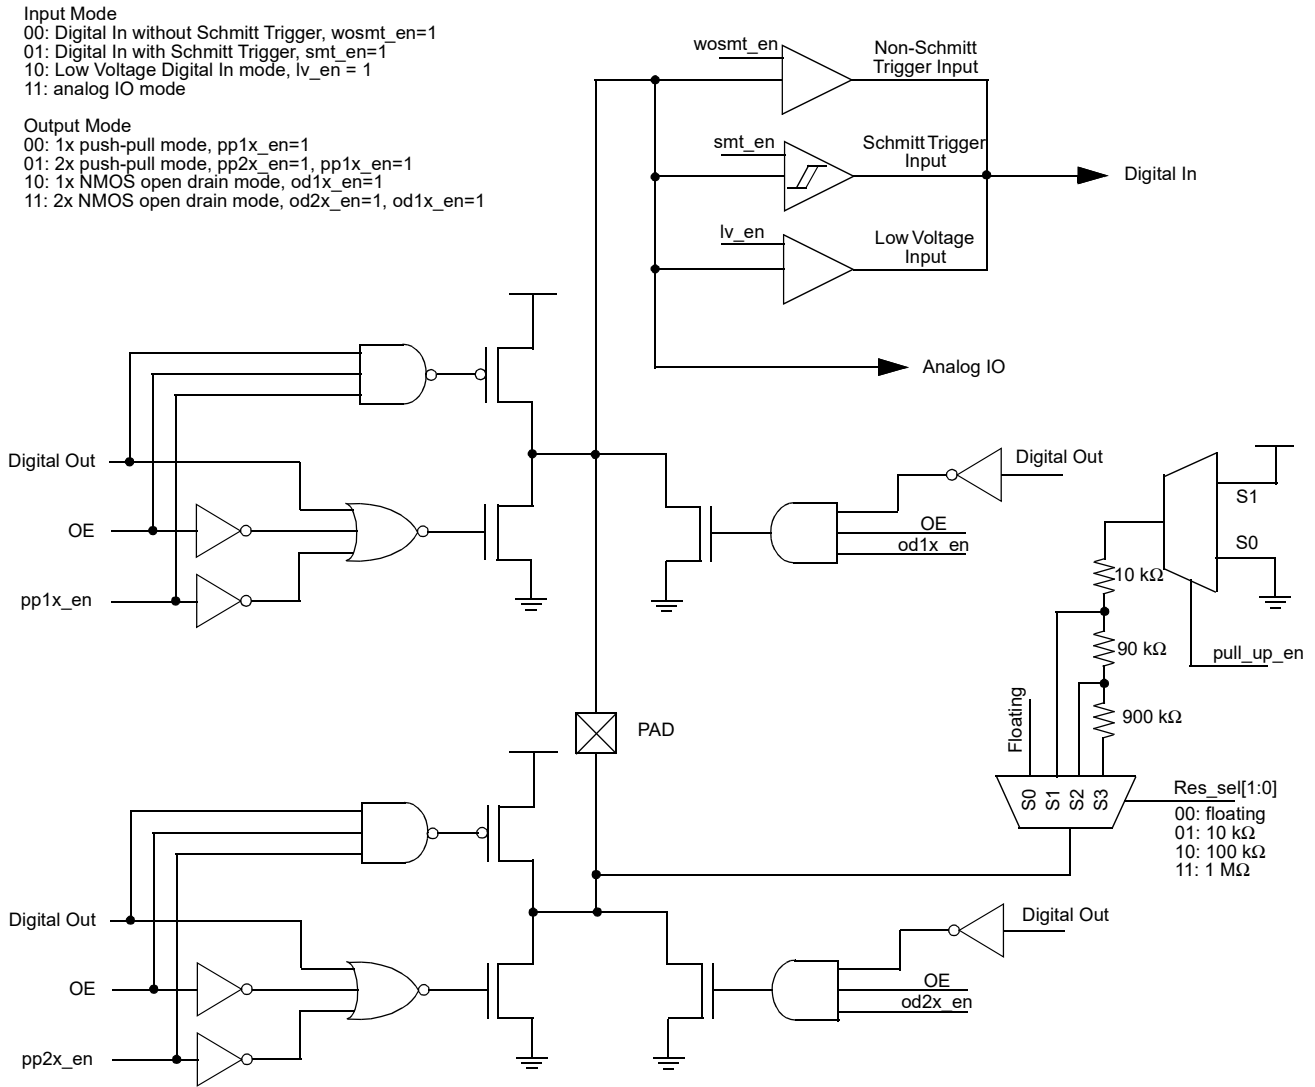 Input Mode
00: Digital In without Schmitt Trigger, wosmt_en=1
01: Digital In with Schmitt Trigger, smt_en=1
10: Low Voltage Digital In mode, lv_en = 1
11: analog IO mode
Output Mode
00: 1x push-pull mode, pp1x_en=1
01: 2x push-pull mode, pp2x_en=1, pp1x_en=1
10: 1x NMOS open drain mode, od1x_en=1
11: 2x NMOS open drain mode, od2x_en=1, od1x_en=1
wosmt_en
Non-Schmitt
Trigger Input
smt_en
Schmitt Trigger
Input
Digital In
lv_en
Low Voltage
Input
Analog IO
Digital Out
OE
pp1x_en
Digital Out
OE
od1x_en
S1
S0
10 kΩ
90 kΩ
pull_up_en
900 kΩ
Floating
PAD
S0
S1
S2
S3
Res_sel[1:0]
00: floating
01: 10 kΩ
10: 100 kΩ
11: 1 MΩ
Digital Out
OE
pp2x_en
Digital Out
OE
od2x_en